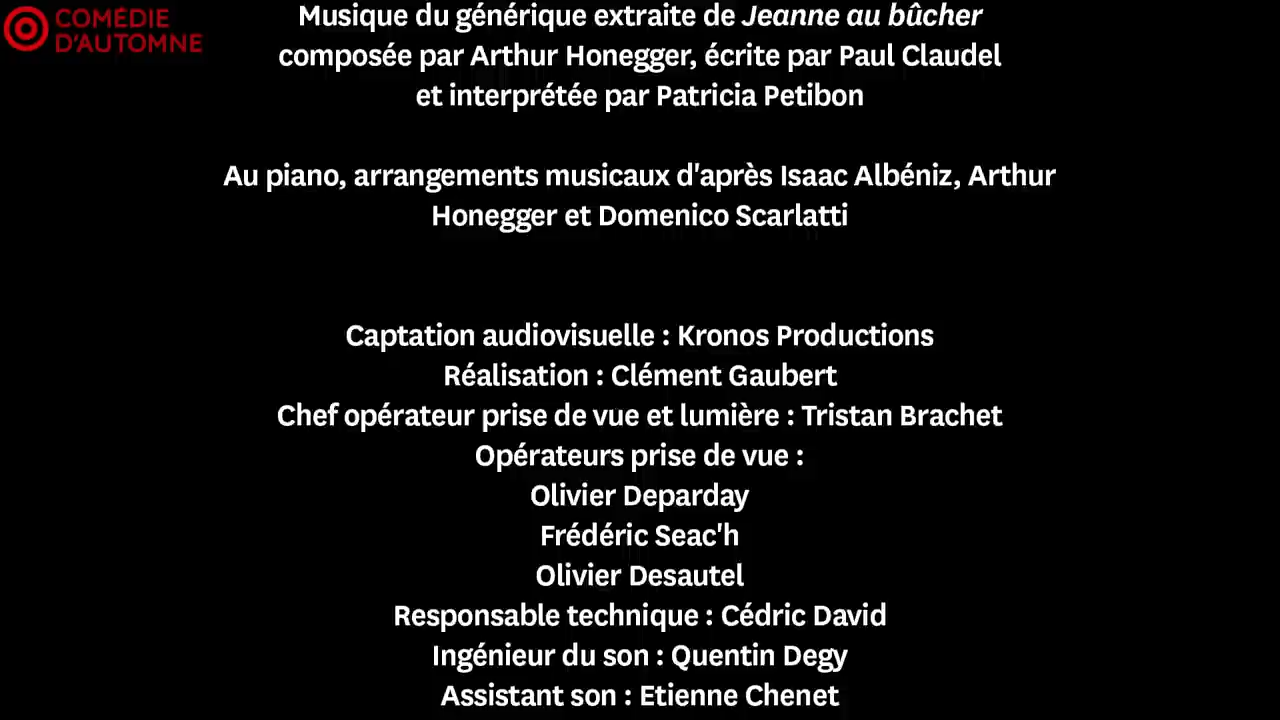 COMÉDIE
D'AUTOMNE
Musique du générique extraite de Jeanne au bûcher
composée par Arthur Honegger, écrite par Paul Claudel
et interprétée par Patricia Petibon
Au piano, arrangements musicaux d'après Isaac Albéniz, Arthur
Honegger et Domenico Scarlatti
Captation audiovisuelle : Kronos Productions
Réalisation : Clément Gaubert
Chef opérateur prise de vue et lumière : Tristan Brachet
Opérateurs prise de vue :
Olivier Deparday
Frédéric Seac'h
Olivier Desautel
Responsable technique : Cédric David
Ingénieur du son : Quentin Degy
Assistant son : Etienne Chenet